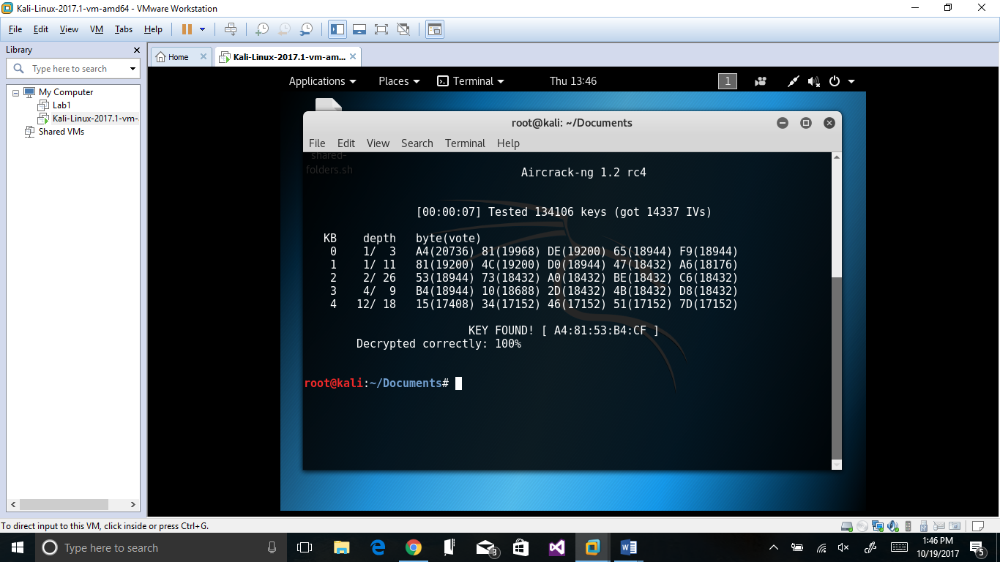 Kali-Linux-2017.1-vm-amd64 - VMware Workstation
File Edit View VM Tabs Help
Library
Type here to search
My Computer
Lab1
Kali-Linux-2017.1-vm-
Shared VMs
Home
Kali-Linux-2017.1-vm-am...
Applications Places Terminal Thu 13:46 1
root@kali: ~/Documents
File Edit View Search Terminal Help
shared-
folders.sh
Aircrack-ng 1.2 rc4
[00:00:07] Tested 134106 keys (got 14337 IVs)
KB depth byte(vote)
0 1/ 3 A4(20736) 81(19968) DE(19200) 65(18944) F9(18944)
1 1/ 11 81(19200) 4C(19200) D0(18944) 47(18432) A6(18176)
2 2/ 26 53(18944) 73(18432) A0(18432) BE(18432) C6(18432)
3 4/ 9 B4(18944) 10(18688) 2D(18432) 4B(18432) D8(18432)
4 12/ 18 15(17408) 34(17152) 46(17152) 51(17152) 7D(17152)
KEY FOUND! [ A4:81:53:B4:CF ]
Decrypted correctly: 100%
root@kali:~/Documents#
To direct input to this VM, click inside or press Ctrl+G.
Type here to search
3
1:46 PM
10/19/2017
5